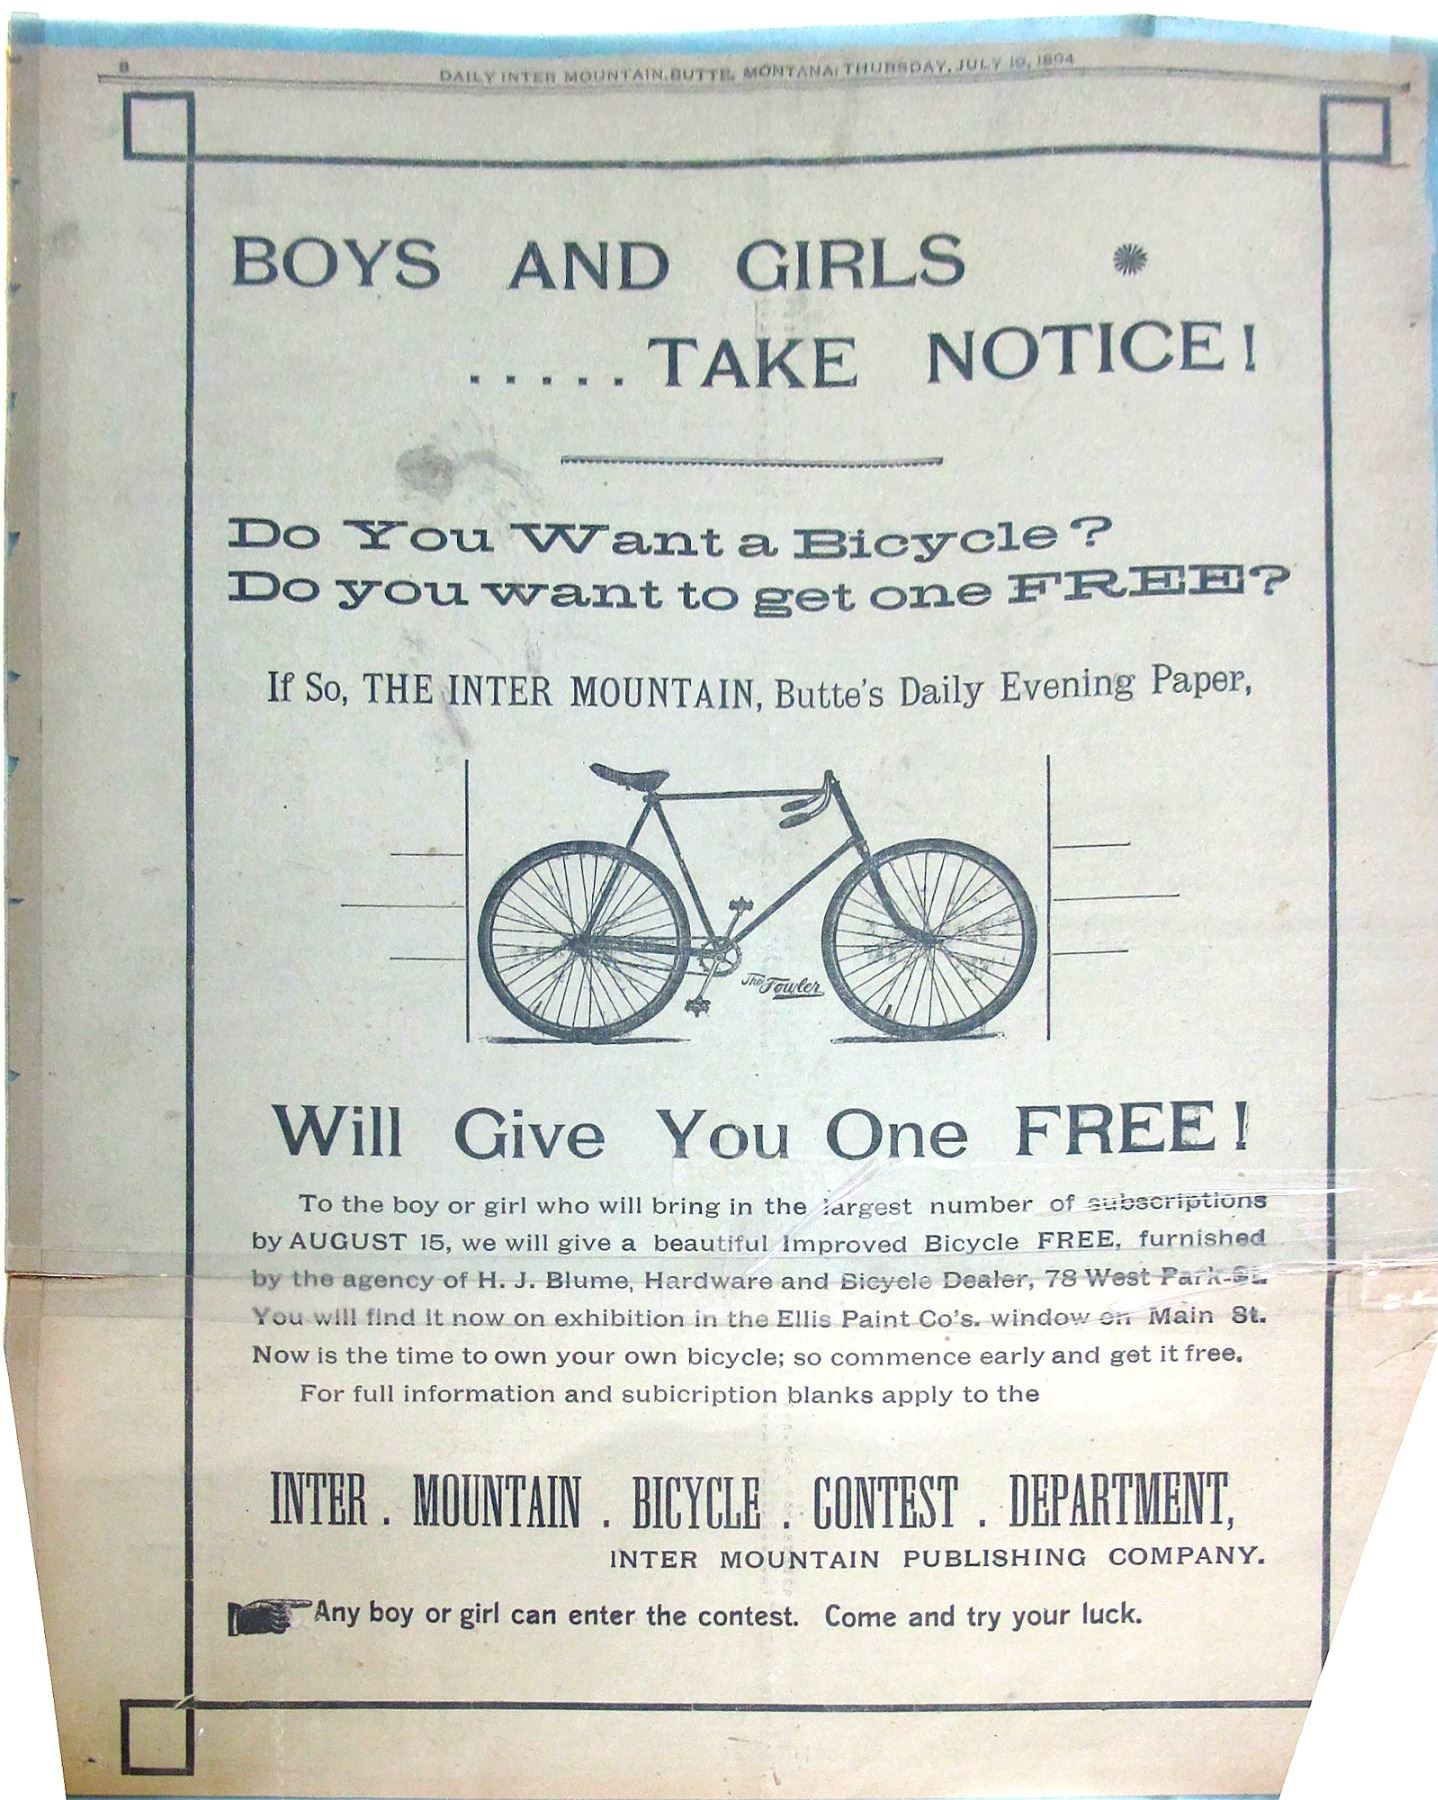 8
DAILY INTER MOUNTAIN, BUTTE, MONTANA; THURSDAY, JULY 19, 1894
BOYS AND GIRLS
.....TAKE NOTICE!
Do You Want a Bicycle?
Do you want to get one FREE?
If So, THE INTER MOUNTAIN, Butte's Daily Evening Paper,
The Fowler
Will Give You One FREE!
To the boy or girl who will bring in the largest number of subscriptions
by AUGUST 15, we will give a beautiful Improved Bicycle FREE, furnished
by the agency of H. J. Blume, Hardware and Bicycle Dealer, 78 West Park St.
You will find it now on exhibition in the Ellis Paint Co's. window on Main St.
Now is the time to own your own bicycle; so commence early and get it free.
For full information and subicription blanks apply to the
INTER . MOUNTAIN . BICYCLE . CONTEST . DEPARTMENT,
INTER MOUNTAIN PUBLISHING COMPANY.
Any boy or girl can enter the contest. Come and try your luck.